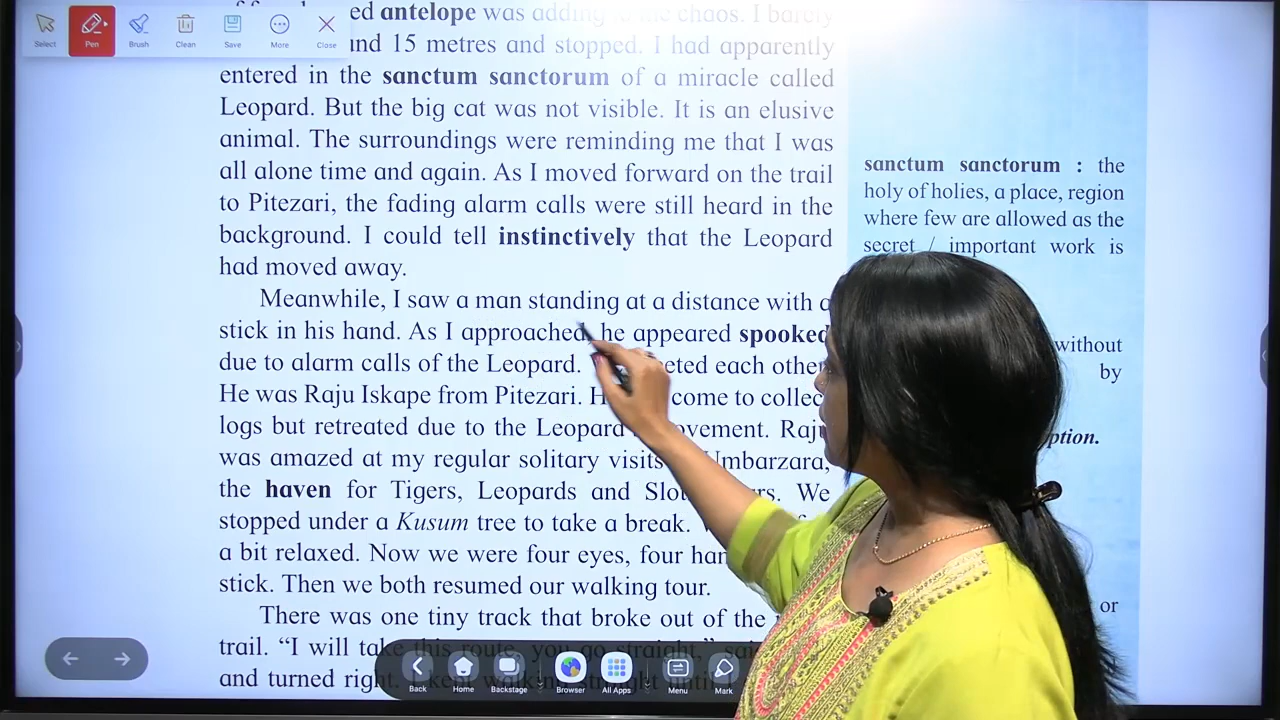 Select Pen Brush Clean Save More Close
ed antelope was adding to the chaos. I barely
15 metres and stopped. I had apparently
entered in the sanctum sanctorum of a miracle called
Leopard. But the big cat was not visible. It is an elusive
animal. The surroundings were reminding me that I was
all alone time and again. As I moved forward on the trail
to Pitezari, the fading alarm calls were still heard in the
background. I could tell instinctively that the Leopard
had moved away.
Meanwhile, I saw a man standing at a distance with a
stick in his hand. As I approached, he appeared spooked
due to alarm calls of the Leopard. each other
He was Raju Iskape from Pitezari. come to collect
logs but retreated due to the Leopard Raju
was amazed at my regular solitary visits Umbarzara,
the haven for Tigers, Leopards and We
stopped under a Kusum tree to take a break.
a bit relaxed. Now we were four eyes, four
stick. Then we both resumed our walking tour.
There was one tiny track that broke out of the
trail. “I will take this route, you go straight,”
and turned right. I kept walking straight until
sanctum sanctorum : the
holy of holies, a place, region
where few are allowed as the
secret / important work is
without
by
or
Back Home Backstage Browser All Apps Menu Mark